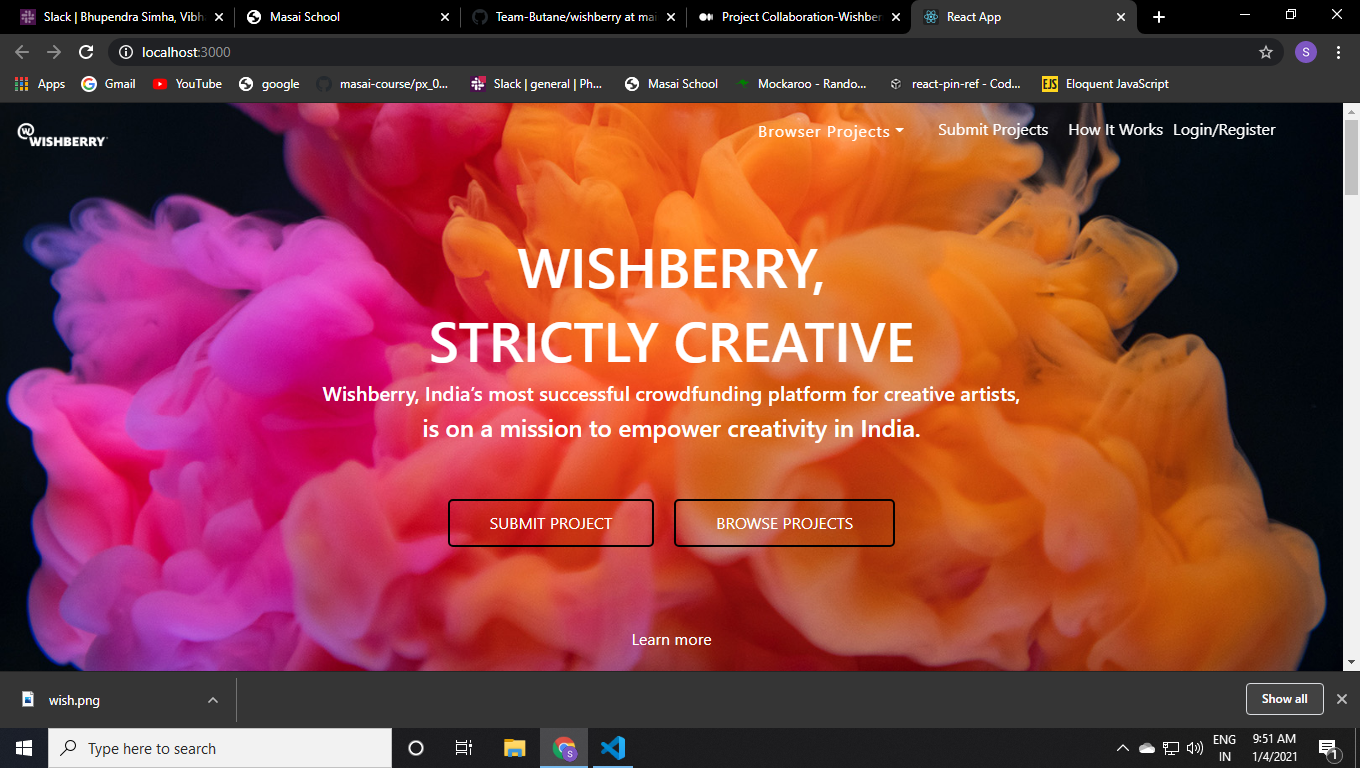 Slack | Bhupendra Simha, Vibh
Masai School
Team-Butane/wishberry at mai
Project Collaboration-Wishber
React App
localhost:3000
S
Apps
Gmail
YouTube
google
masai-course/px_0...
Slack | general | Ph...
Masai School
Mockaroo - Rando...
react-pin-ref - Cod...
EJS
Eloquent JavaScript
W
WISHBERRY
Browser Projects
Submit Projects
How It Works
Login/Register
WISHBERRY,
STRICTLY CREATIVE
Wishberry, India’s most successful crowdfunding platform for creative artists,
is on a mission to empower creativity in India.
SUBMIT PROJECT
BROWSE PROJECTS
Learn more
wish.png
Show all
Type here to search
S
ENG
IN
9:51 AM
1/4/2021
1